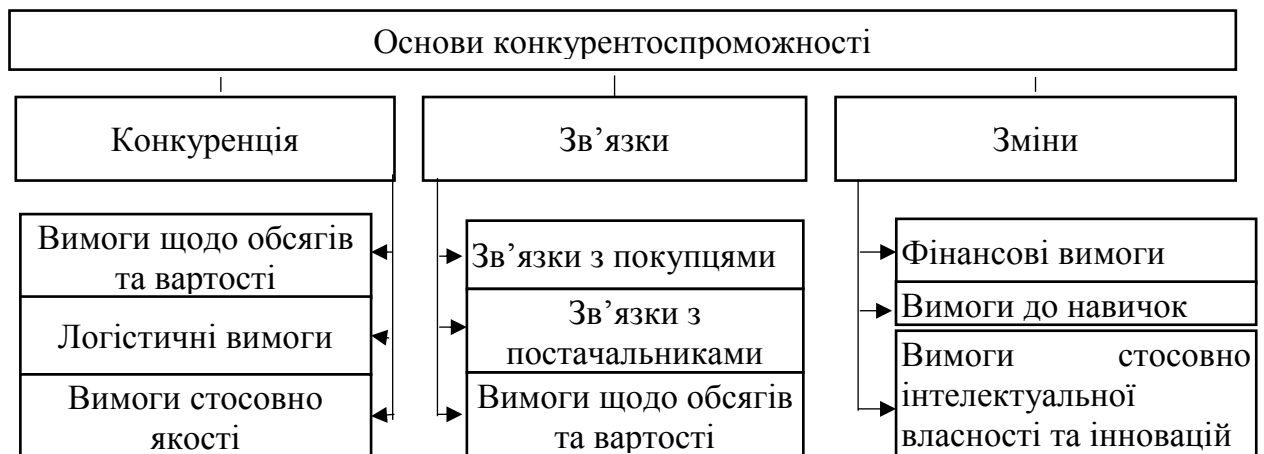 Основи конкурентоспроможності
Конкуренція
Зв’язки
Зміни
Вимоги щодо обсягів
та вартості
Логістичні вимоги
Вимоги стосовно
якості
Зв’язки з покупцями
Зв’язки з
постачальниками
Вимоги щодо обсягів
та вартості
Фінансові вимоги
Вимоги до навичок
Вимоги стосовно
інтелектуальної
власності та інновацій